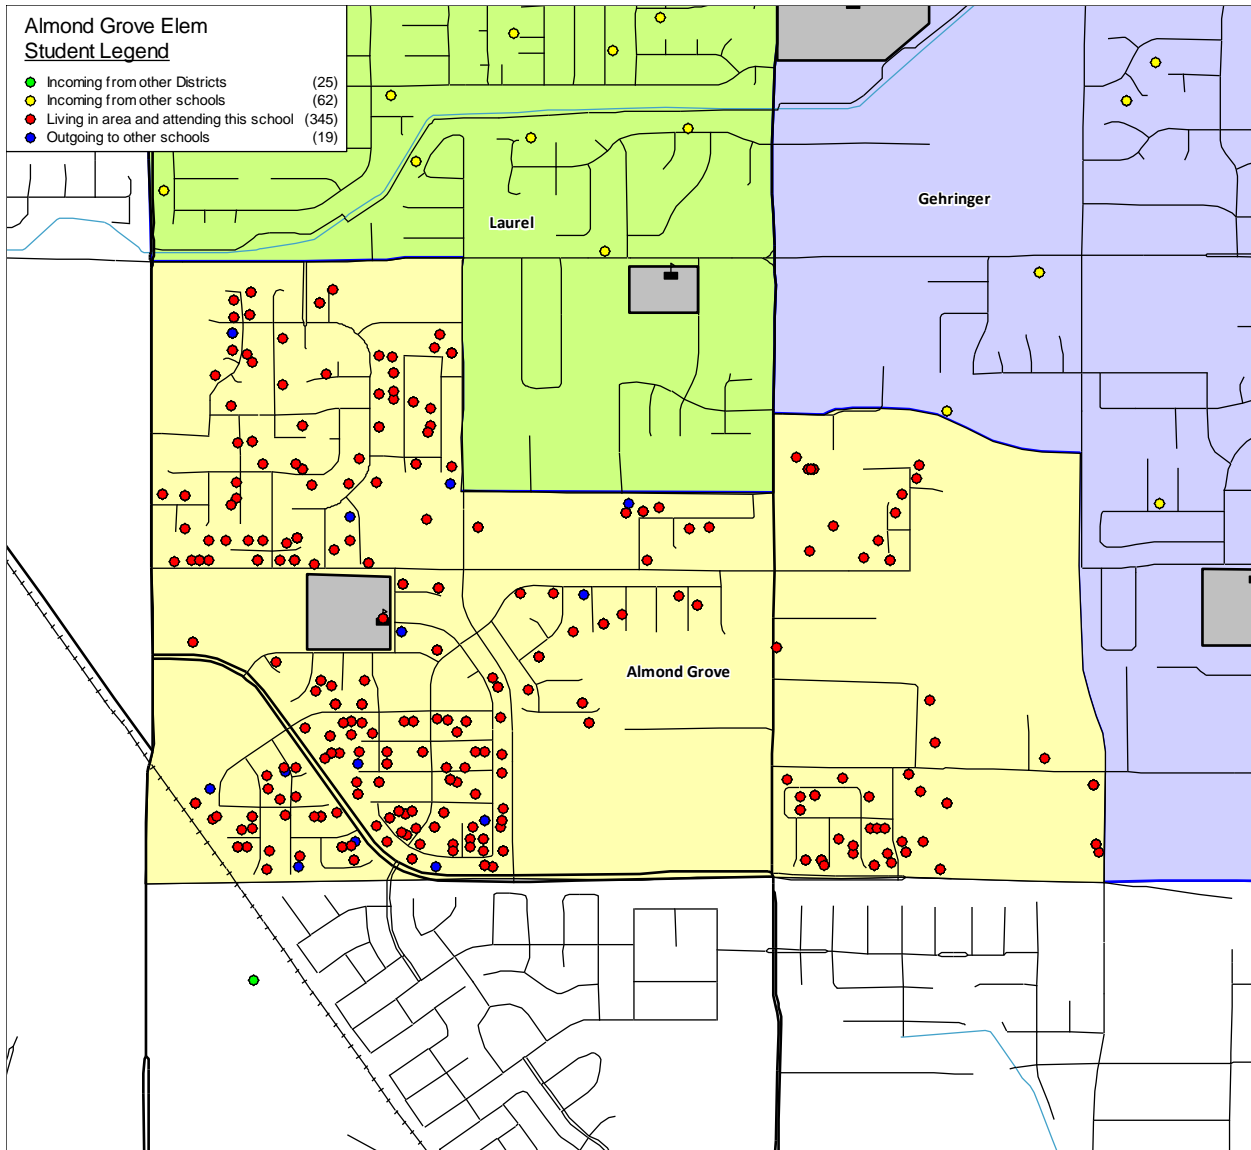 Almond Grove Elem
Student Legend
Incoming from other Districts (25)
Incoming from other schools (62)
Living in area and attending this school (345)
Outgoing to other schools (19)
Gehringer
Laurel
Almond Grove